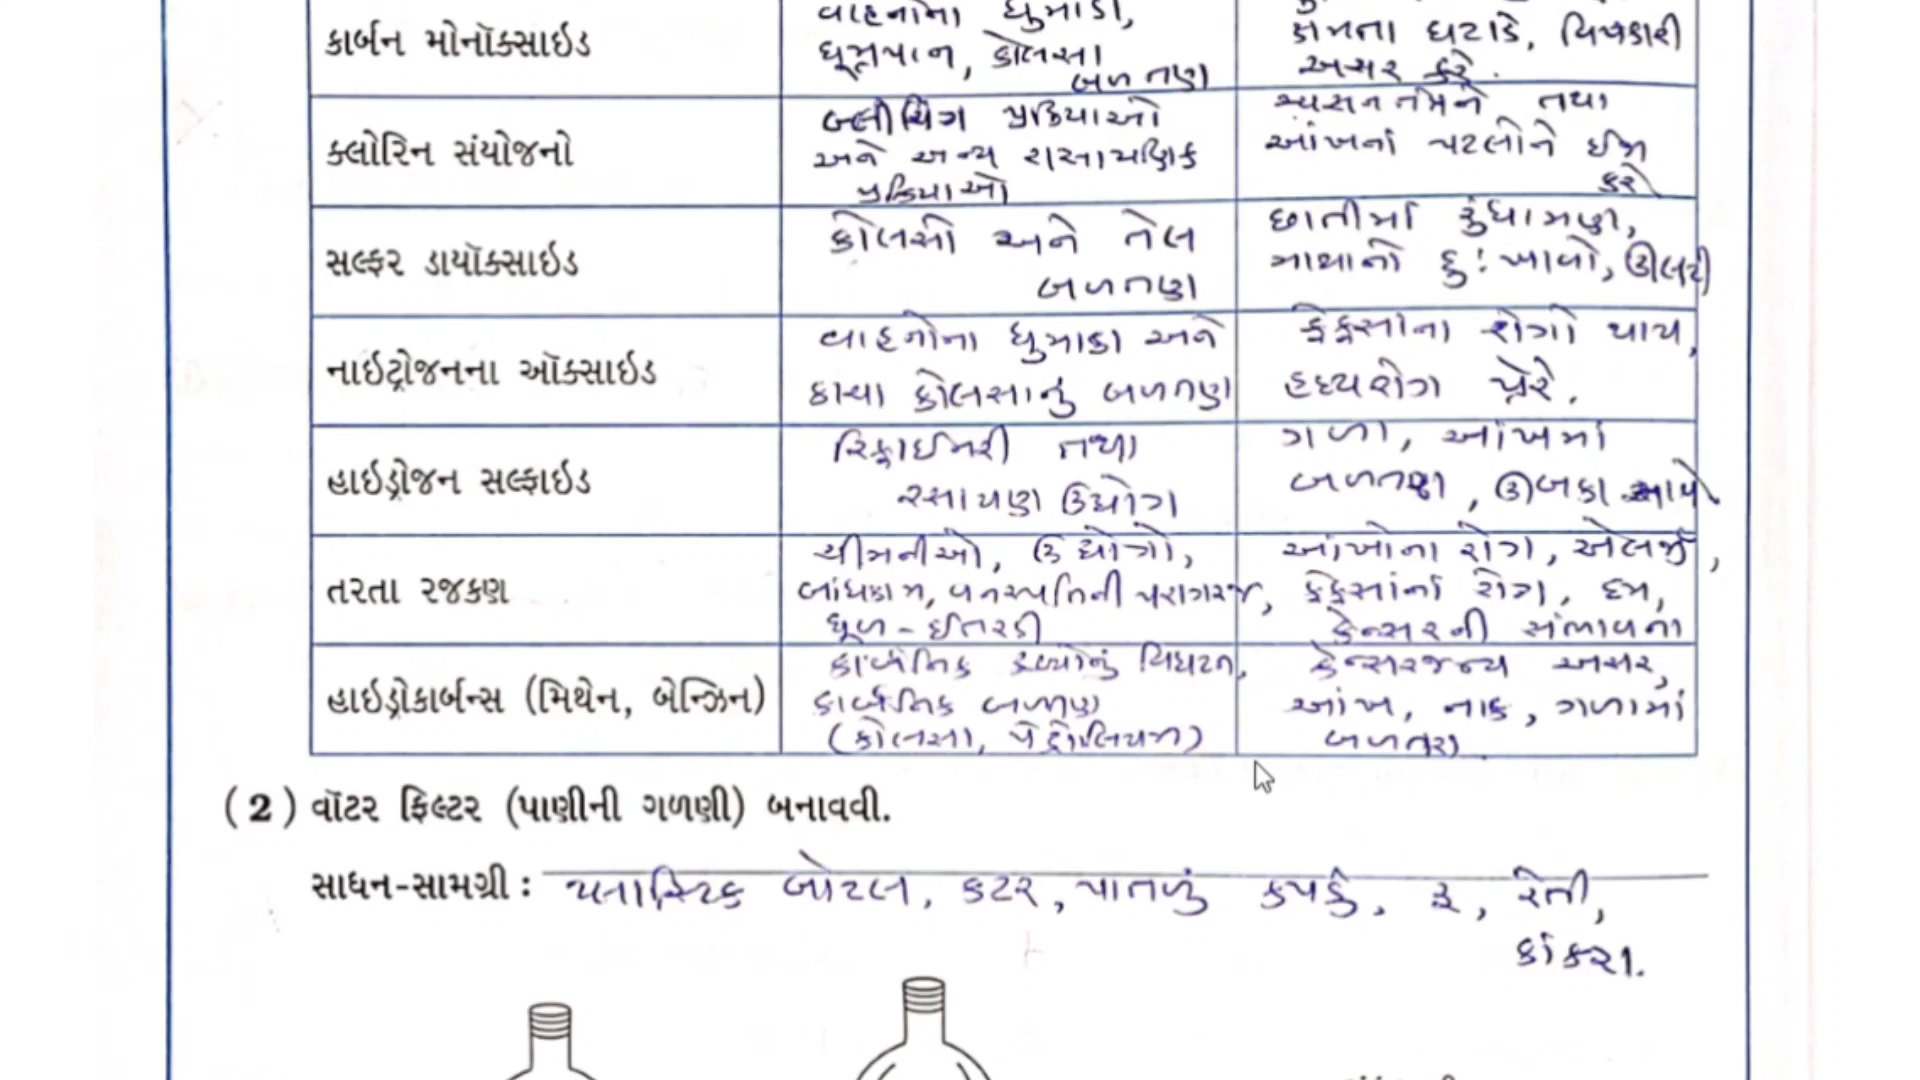 કાર્બન મોનૉક્સાઇડ
વાહનોના ધુમાડા,
ધૂમ્રપાન, કોલસા
બળતણ
ક્ષમતા ઘટાડે, વિષકારી
અસર કરે.
ક્લોરિન સંયોજનો
બ્લીચિંગ પ્રક્રિયાઓ
અને અન્ય રાસાયણિક
પ્રક્રિયાઓ
શ્વસનતંત્રને તથા
આંખનાં પટલોને ઈજા
કરે
સલ્ફર ડાયૉક્સાઇડ
કોલસો અને તેલ
બળતણ
છાતીમાં રૂંધામણ,
માથાનો દુઃખાવો, ઊલટી
નાઇટ્રોજનના ઑક્સાઇડ
વાહનોના ધુમાડા અને
કાચા કોલસાનું બળતણ
ફેફસાંના રોગો થાય,
હૃદયરોગ પ્રેરે.
હાઇડ્રોજન સલ્ફાઇડ
રિફાઈનરી તથા
રસાયણ ઉદ્યોગ
ગળા, આંખમાં
ઊબકા આવે
તરતા રજકણ
ચીમનીઓ, ઉદ્યોગો,
બાંધકામ, વનસ્પતિની પરાગરજ,
ધૂળ - ઈતરડી
આંખોના રોગ, એલર્જી,
ફેફસાંનાં રોગ, દમ,
કેન્સરની સંભાવના
હાઇડ્રોકાર્બન્સ (મિથેન, બેન્ઝિન)
કાર્બનિક દ્રવ્યોનું વિઘટન,
કાર્બનિક બળતણ
(કોલસા, પેટ્રોલિયમ)
કેન્સરજન્ય અસર,
આંખ, નાક, ગળામાં
બળતરા.
(2) વૉટર ફિલ્ટર (પાણીની ગળણી) બનાવવી.
સાધન-સામગ્રી : પ્લાસ્ટિક બોટલ, કટર, પાતળું કપડું, રૂ, રેતી,
કાંકરા.